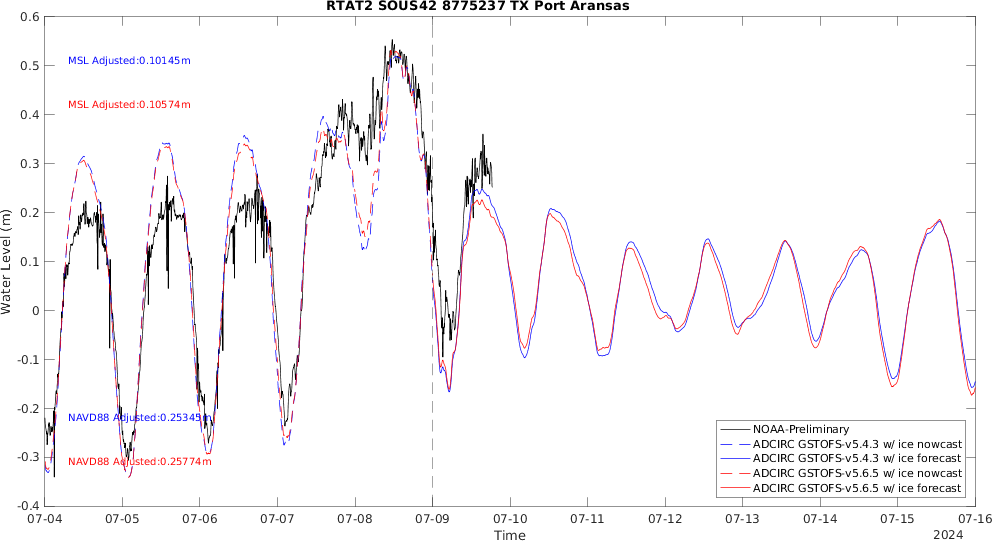 RTAT2 SOUS42 8775237 TX Port Aransas
0.6
0.5
0.4
0.3
0.2
0.1
0
-0.1
-0.2
-0.3
-0.4
Water Level (m)
MSL Adjusted:0.10145m
MSL Adjusted:0.10574m
NAVD88 Adjusted:0.25345m
NAVD88 Adjusted:0.25774m
NOAA-Preliminary
ADCIRC GSTOFS-v5.4.3 w/ ice nowcast
ADCIRC GSTOFS-v5.4.3 w/ ice forecast
ADCIRC GSTOFS-v5.6.5 w/ ice nowcast
ADCIRC GSTOFS-v5.6.5 w/ ice forecast
07-04 07-05 07-06 07-07 07-08 07-09 07-10 07-11 07-12 07-13 07-14 07-15 07-16
Time
2024